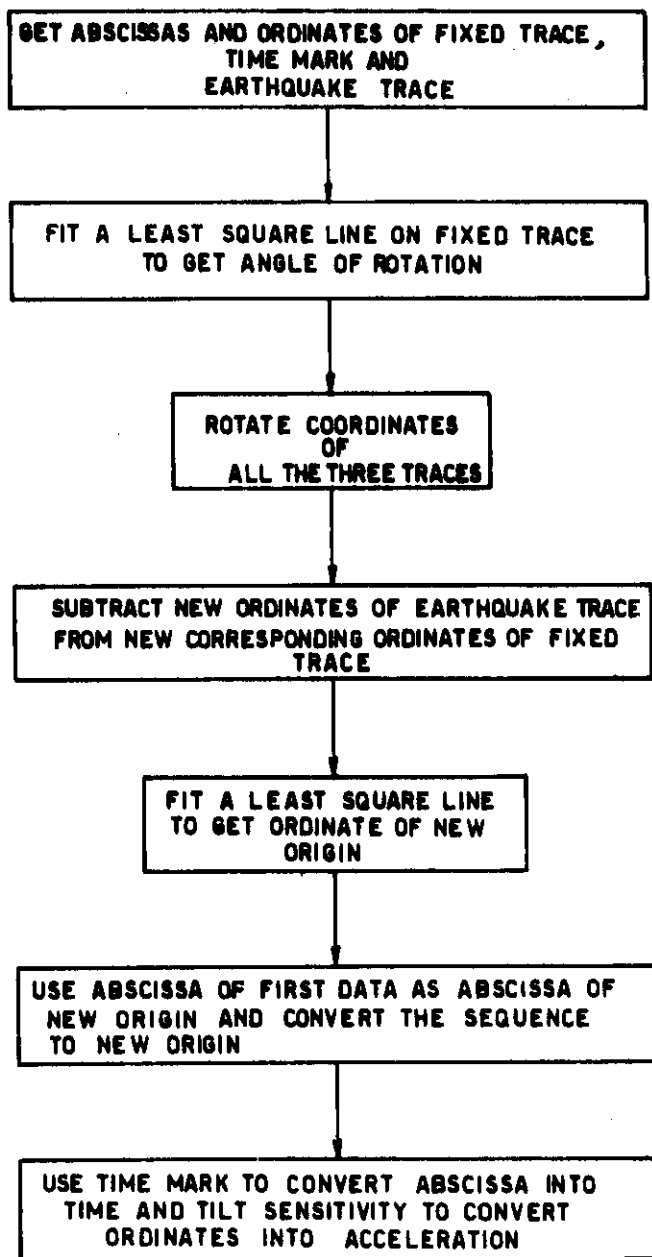 GET ABSCISSAS AND ORDINATES OF FIXED TRACE,
TIME MARK AND
EARTHQUAKE TRACE
FIT A LEAST SQUARE LINE ON FIXED TRACE
TO GET ANGLE OF ROTATION
ROTATE COORDINATES
OF
ALL THE THREE TRACES
SUBTRACT NEW ORDINATES OF EARTHQUAKE TRACE
FROM NEW CORRESPONDING ORDINATES OF FIXED
TRACE
FIT A LEAST SQUARE LINE
TO GET ORDINATE OF NEW
ORIGIN
USE ABSCISSA OF FIRST DATA AS ABSCISSA OF
NEW ORIGIN AND CONVERT THE SEQUENCE
TO NEW ORIGIN
USE TIME MARK TO CONVERT ABSCISSA INTO
TIME AND TILT SENSITIVITY TO CONVERT
ORDINATES INTO ACCELERATION